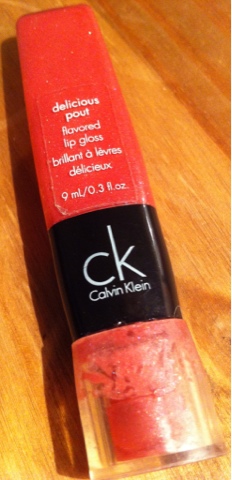 delicious
pout
flavored
lip gloss
brillant à lèvres
délicieux
9 ml/0.3 fl.oz.
ck
Calvin Klein